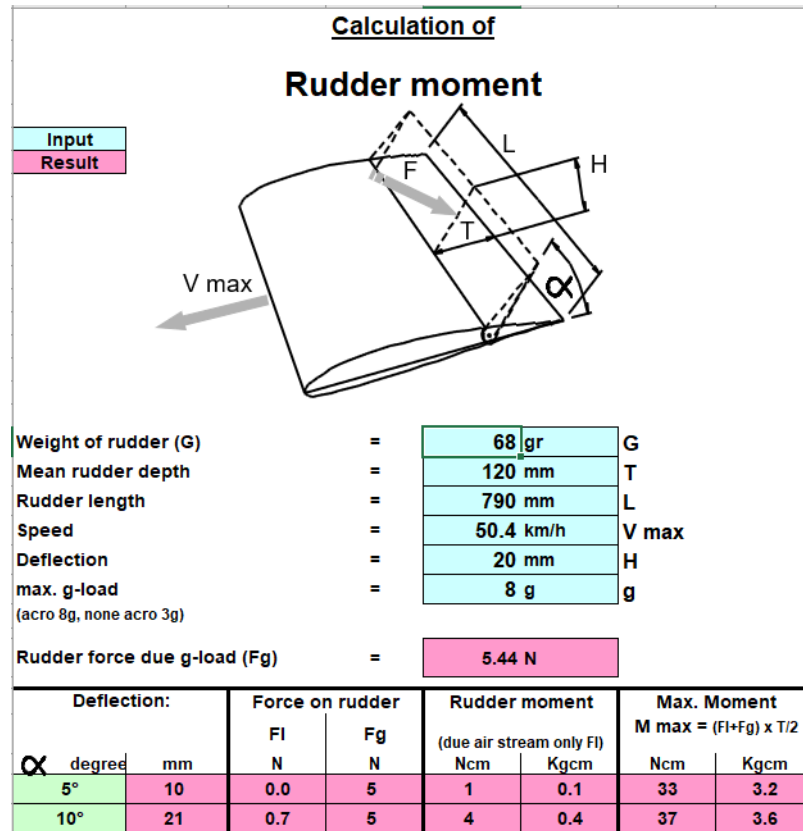 Calculation of
Rudder moment
Input
Result
L
H
F
T
V max
α
Weight of rudder (G) = 68 gr G
Mean rudder depth = 120 mm T
Rudder length = 790 mm L
Speed = 50.4 km/h V max
Deflection = 20 mm H
max. g-load = 8 g g
(acro 8g, none acro 3g)
Rudder force due g-load (Fg) = 5.44 N
Deflection: Force on rudder Rudder moment Max. Moment
Fl Fg (due air stream only Fl) M max = (Fl+Fg) x T/2
α degree mm N N Ncm Kgcm Ncm Kgcm
5° 10 0.0 5 1 0.1 33 3.2
10° 21 0.7 5 4 0.4 37 3.6